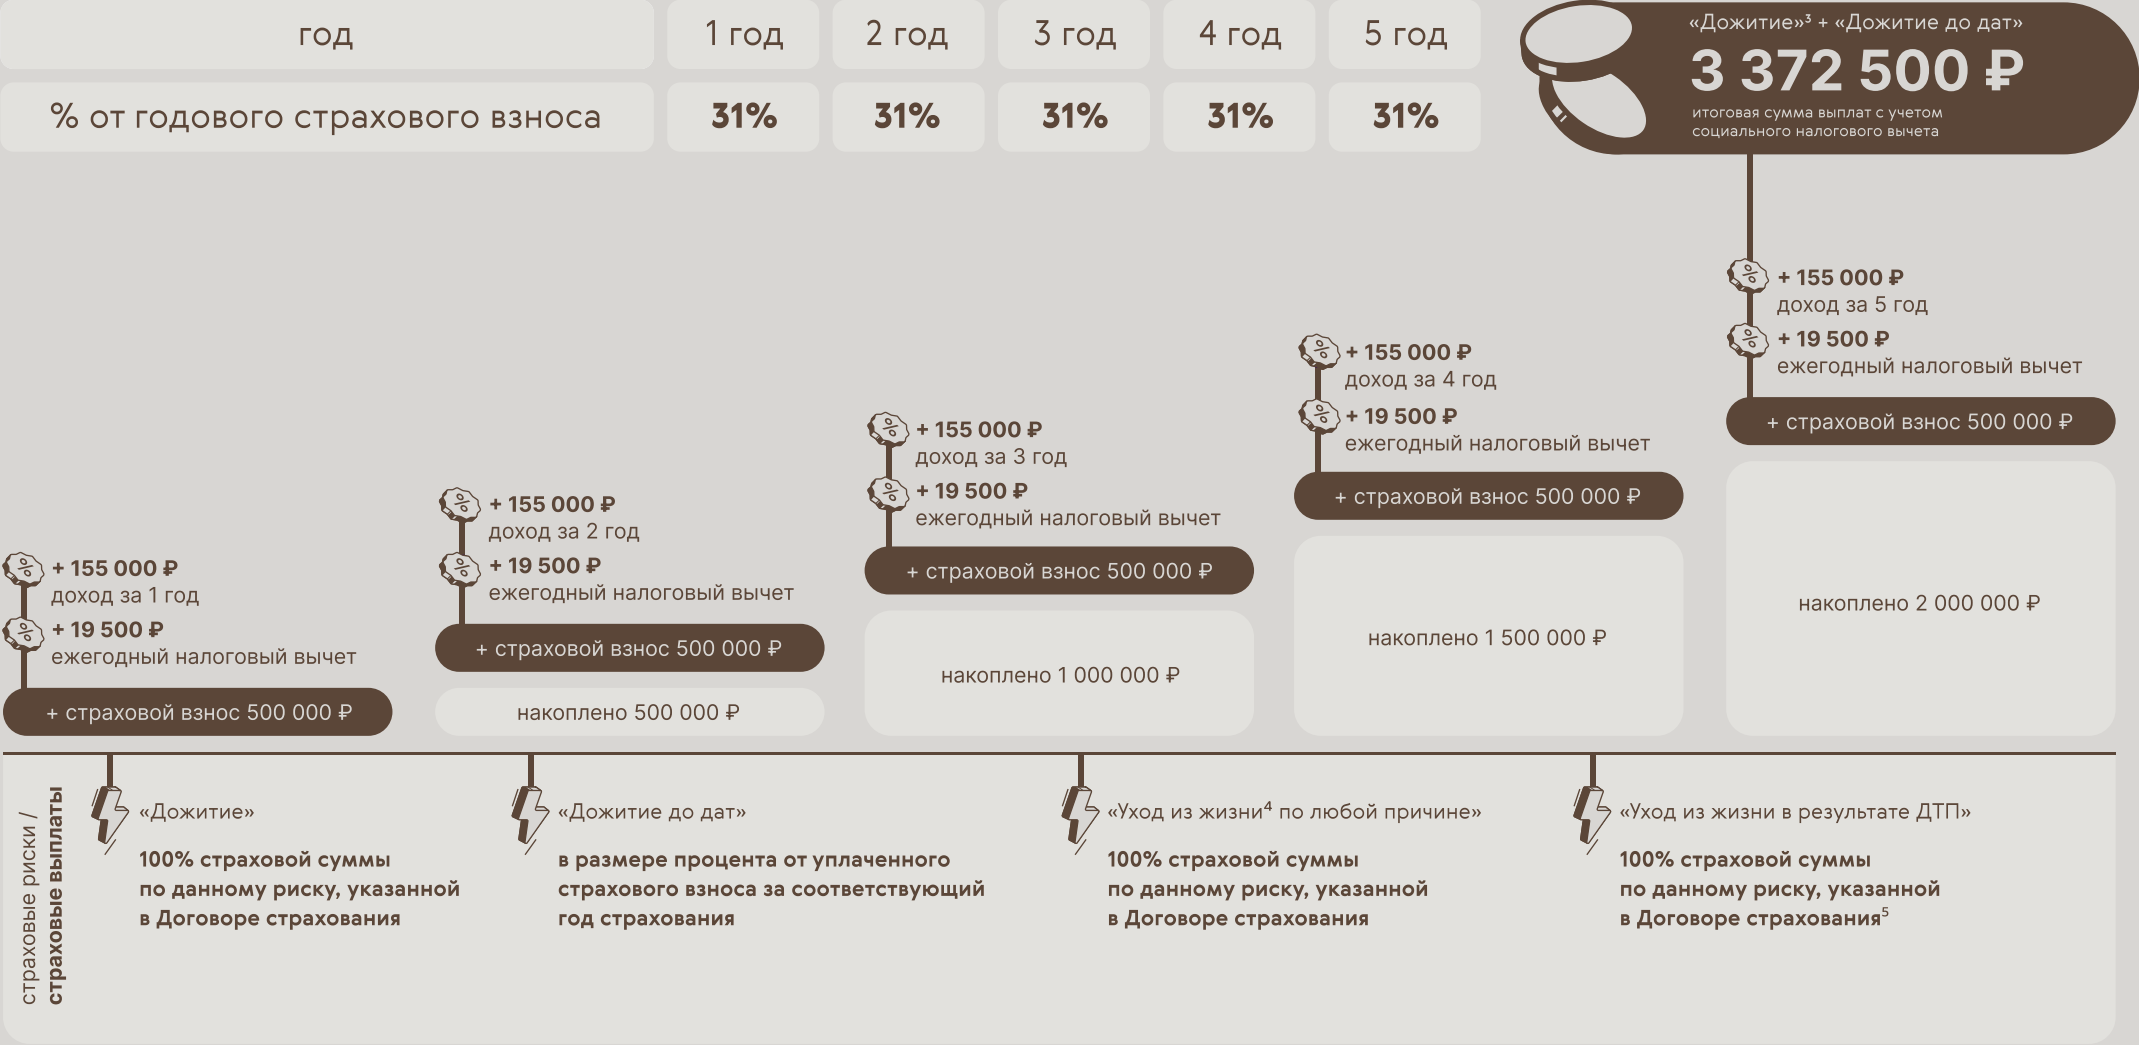 год
1 год
2 год
3 год
4 год
5 год
% от годового страхового взноса
31%
31%
31%
31%
31%
«Дожитие»³ + «Дожитие до дат»
3 372 500 ₽
итоговая сумма выплат с учетом
социального налогового вычета
+ 155 000 ₽
доход за 1 год
+ 19 500 ₽
ежегодный налоговый вычет
+ страховой взнос 500 000 ₽
+ 155 000 ₽
доход за 2 год
+ 19 500 ₽
ежегодный налоговый вычет
+ страховой взнос 500 000 ₽
накоплено 500 000 ₽
+ 155 000 ₽
доход за 3 год
+ 19 500 ₽
ежегодный налоговый вычет
+ страховой взнос 500 000 ₽
накоплено 1 000 000 ₽
+ 155 000 ₽
доход за 4 год
+ 19 500 ₽
ежегодный налоговый вычет
+ страховой взнос 500 000 ₽
накоплено 1 500 000 ₽
+ 155 000 ₽
доход за 5 год
+ 19 500 ₽
ежегодный налоговый вычет
+ страховой взнос 500 000 ₽
накоплено 2 000 000 ₽
страховые риски /
страховые выплаты
«Дожитие»
100% страховой суммы
по данному риску, указанной
в Договоре страхования
«Дожитие до дат»
в размере процента от уплаченного
страхового взноса за соответствующий
год страхования
«Уход из жизни⁴ по любой причине»
100% страховой суммы
по данному риску, указанной
в Договоре страхования
«Уход из жизни в результате ДТП»
100% страховой суммы
по данному риску, указанной
в Договоре страхования⁵